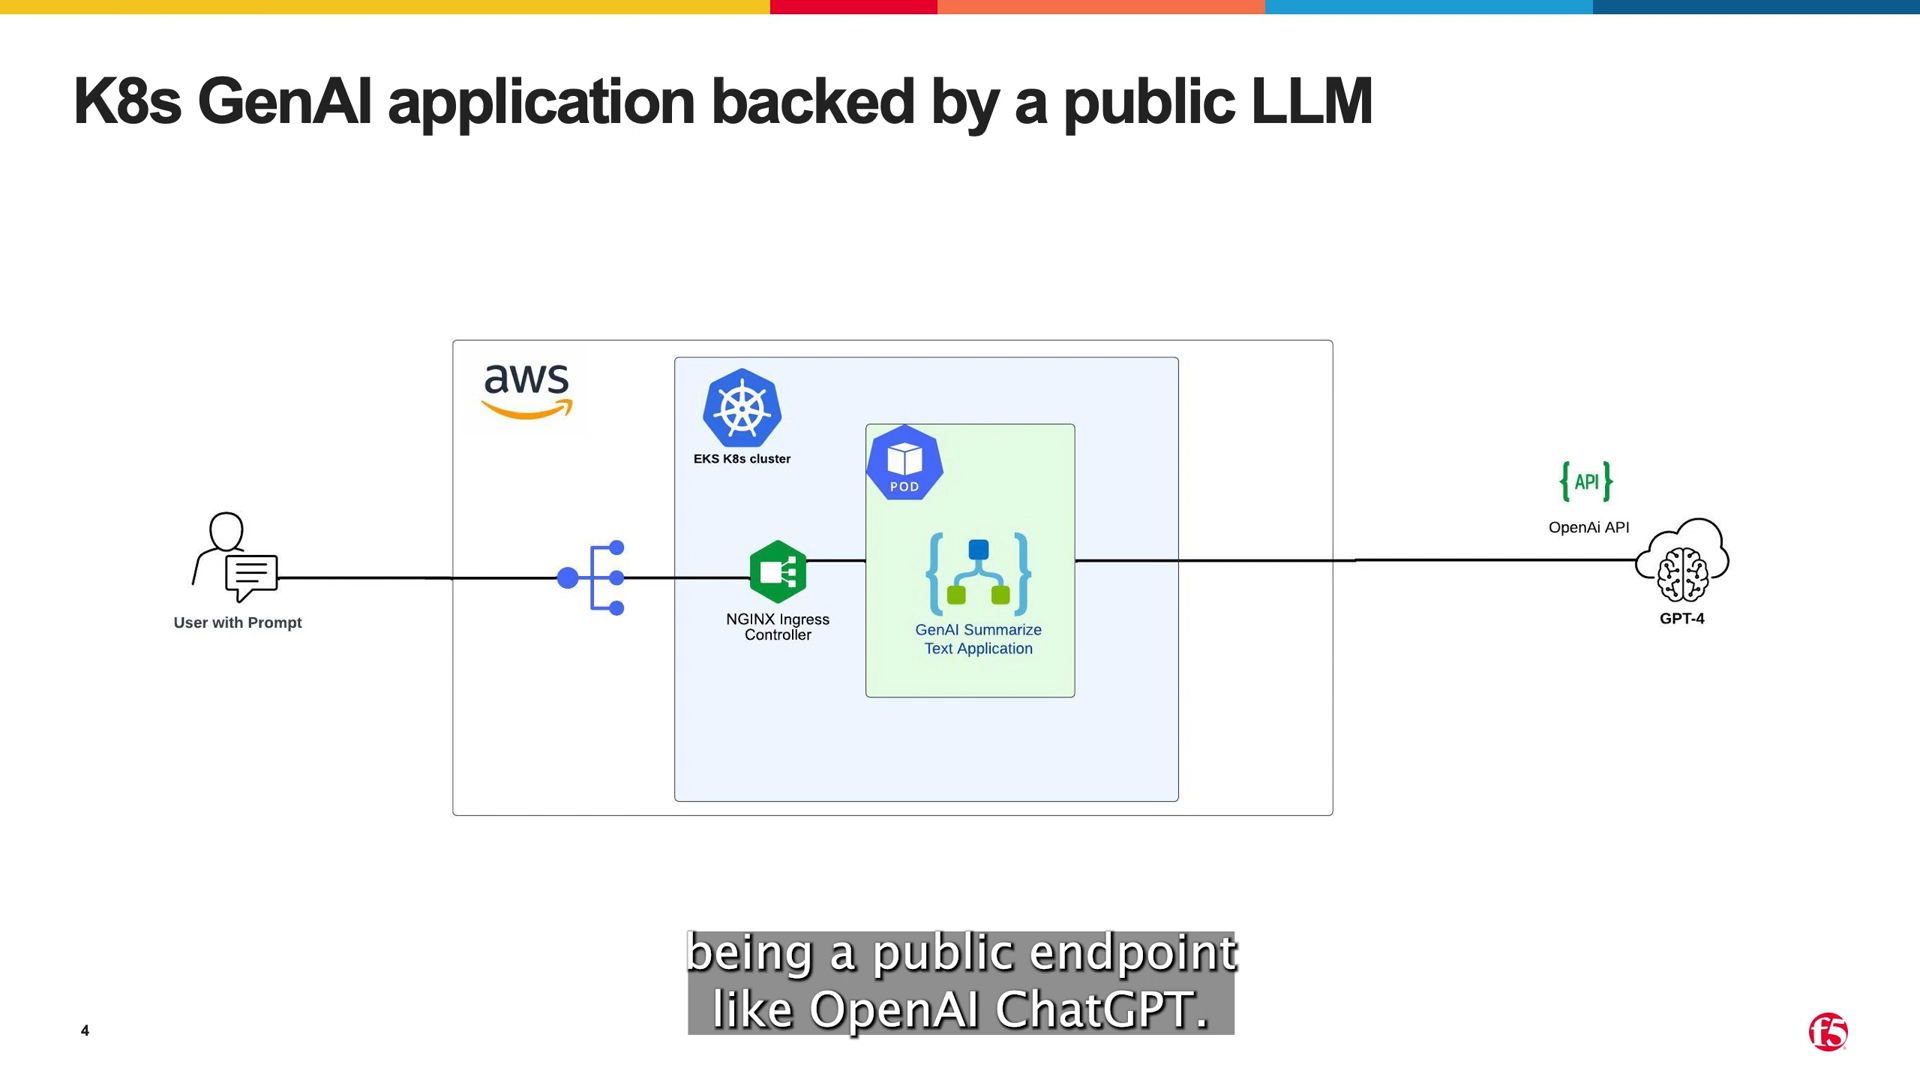 K8s GenAI application backed by a public LLM
aws
EKS K8s cluster
POD
{API}
OpenAi API
User with Prompt
NGINX Ingress
Controller
GenAI Summarize
Text Application
GPT-4
being a public endpoint
like OpenAI ChatGPT.
4
f5